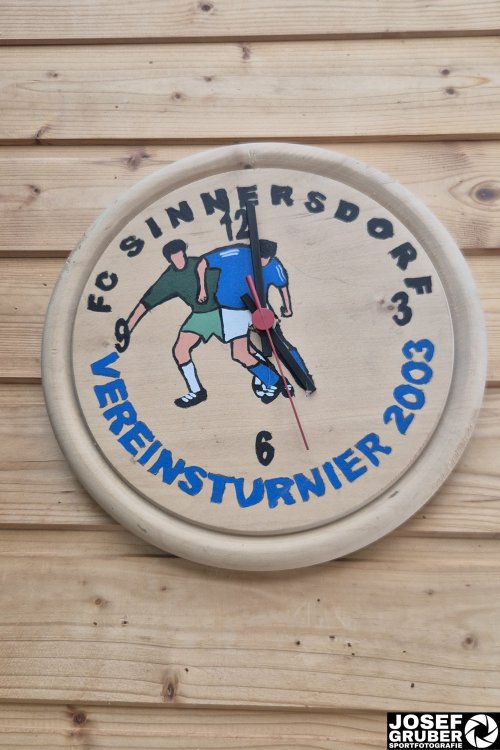 FC SINNERSDORF
12
3
9
6
VEREINSTURNIER 2003
JOSEF
GRUBER
SPORTFOTOGRAFIE